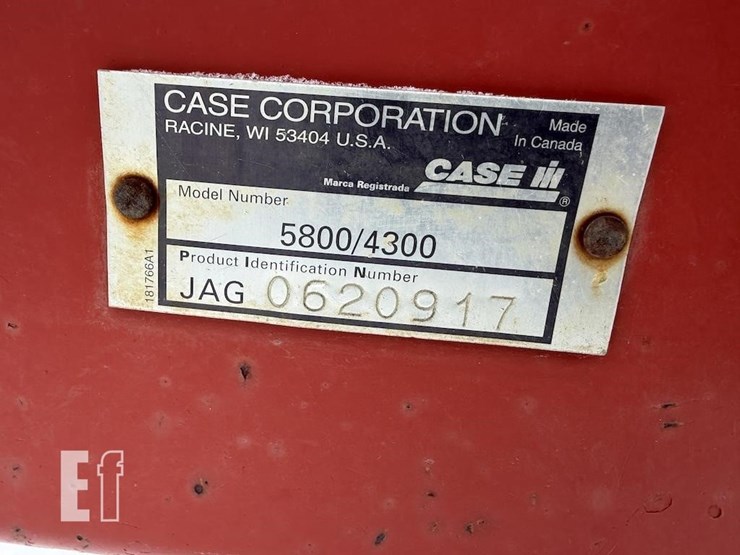 CASE CORPORATION
RACINE, WI 53404 U.S.A.
Made
In Canada
Marca Registrada
CASE IH
®
Model Number
5800/4300
Product Identification Number
JAG 0620917
181766A1
Ef